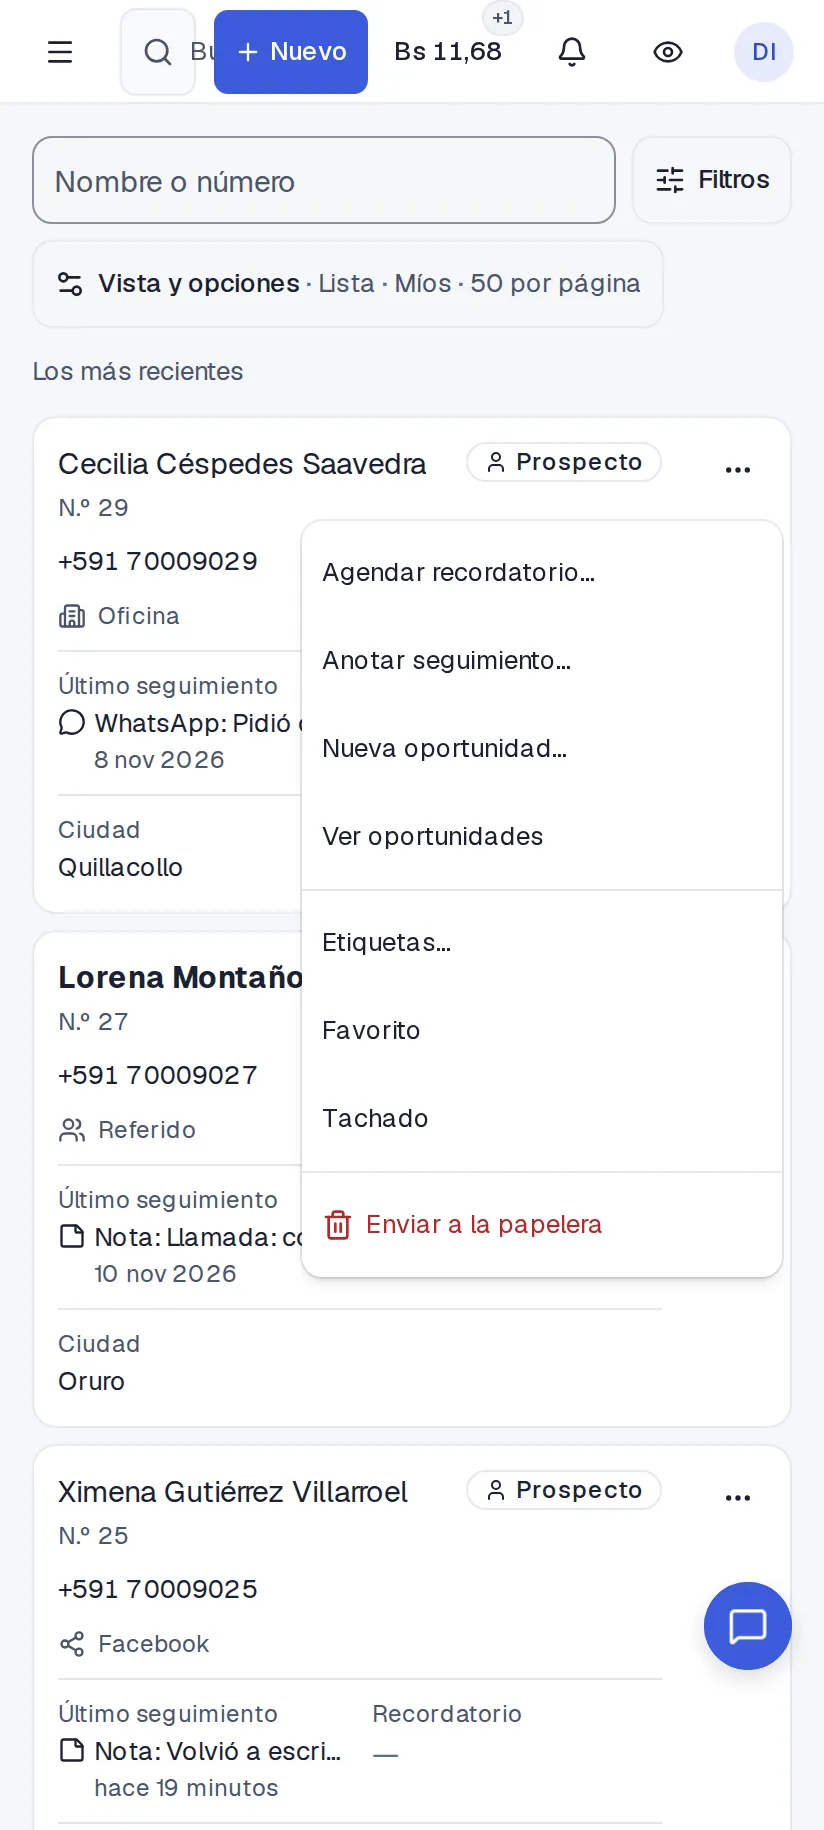 + Nuevo
Bs 11,68
+1
DI
Nombre o número
Filtros
Vista y opciones · Lista · Míos · 50 por página
Los más recientes
Cecilia Céspedes Saavedra
Prospecto
N.º 29
+591 70009029
Oficina
Último seguimiento
WhatsApp: Pidió
8 nov 2026
Ciudad
Quillacollo
Agendar recordatorio...
Anotar seguimiento...
Nueva oportunidad...
Ver oportunidades
Etiquetas...
Favorito
Tachado
Enviar a la papelera
Lorena Montaño
N.º 27
+591 70009027
Referido
Último seguimiento
Nota: Llamada:
10 nov 2026
Ciudad
Oruro
Ximena Gutiérrez Villarroel
Prospecto
N.º 25
+591 70009025
Facebook
Último seguimiento
Recordatorio
Nota: Volvió a escri...
—
hace 19 minutos